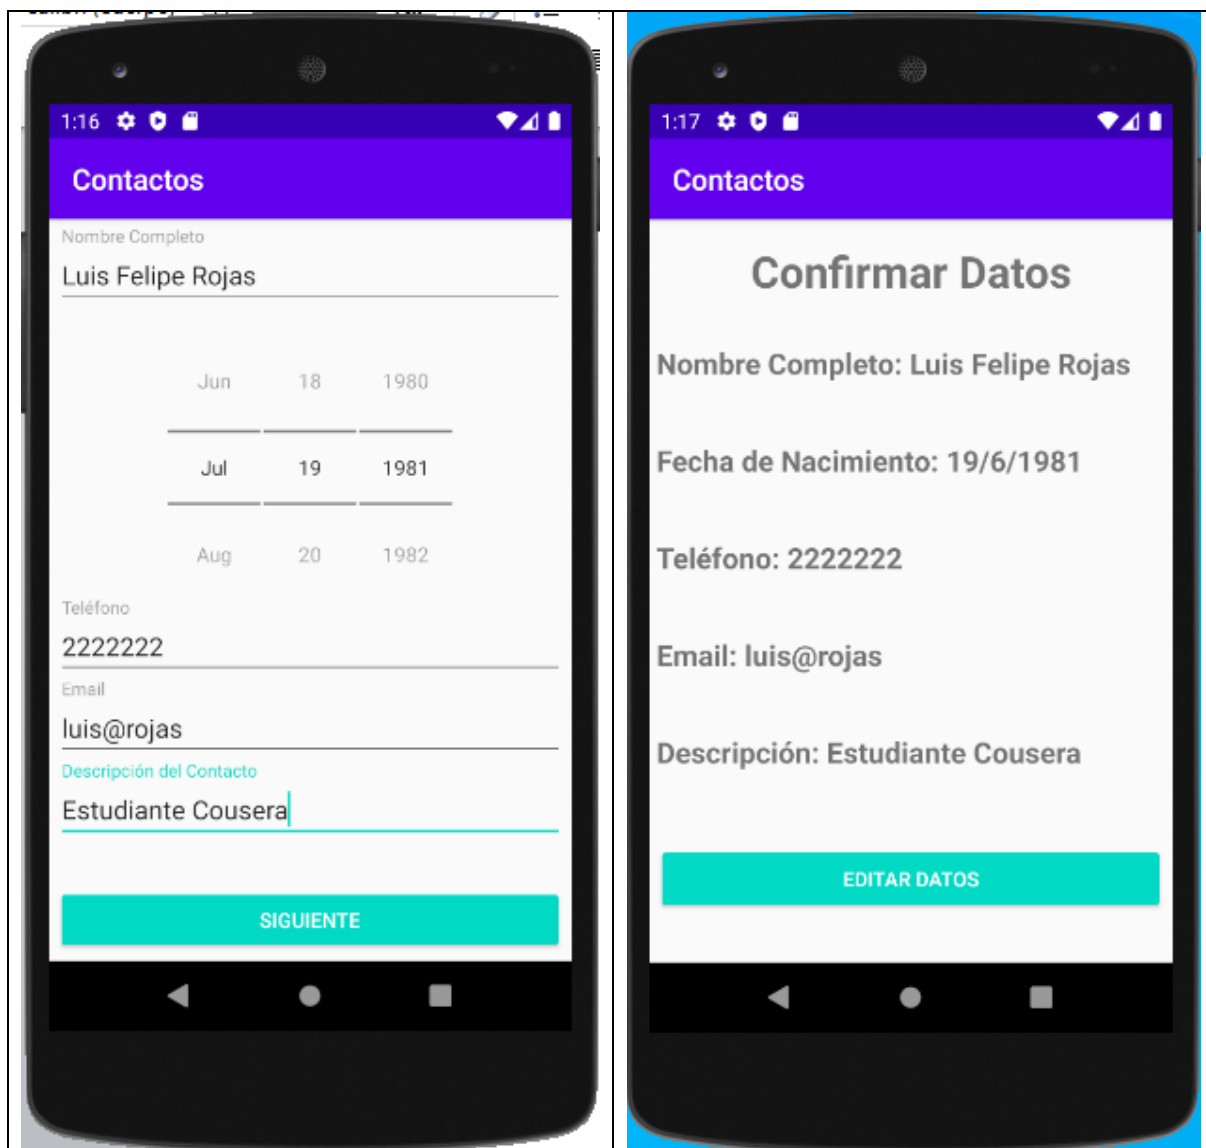 1:16
Contactos
Nombre Completo
Luis Felipe Rojas
Jun 18 1980
Jul 19 1981
Aug 20 1982
Teléfono
2222222
Email
luis@rojas
Descripción del Contacto
Estudiante Cousera
SIGUIENTE
1:17
Contactos
Confirmar Datos
Nombre Completo: Luis Felipe Rojas
Fecha de Nacimiento: 19/6/1981
Teléfono: 2222222
Email: luis@rojas
Descripción: Estudiante Cousera
EDITAR DATOS